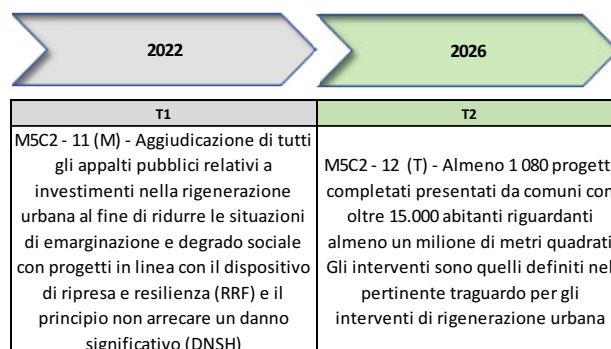 2022
2026
T1
T2
M5C2 - 11 (M) - Aggiudicazione di tutti
gli appalti pubblici relativi a
investimenti nella rigenerazione
urbana al fine di ridurre le situazioni
di emarginazione e degrado sociale
con progetti in linea con il dispositivo
di ripresa e resilienza (RRF) e il
principio non arrecare un danno
significativo (DNSH)
M5C2 - 12 (T) - Almeno 1 080 progett
completati presentati da comuni con
oltre 15.000 abitanti riguardanti
almeno un milione di metri quadrati
Gli interventi sono quelli definiti nel
pertinente traguardo per gli
interventi di rigenerazione urbana